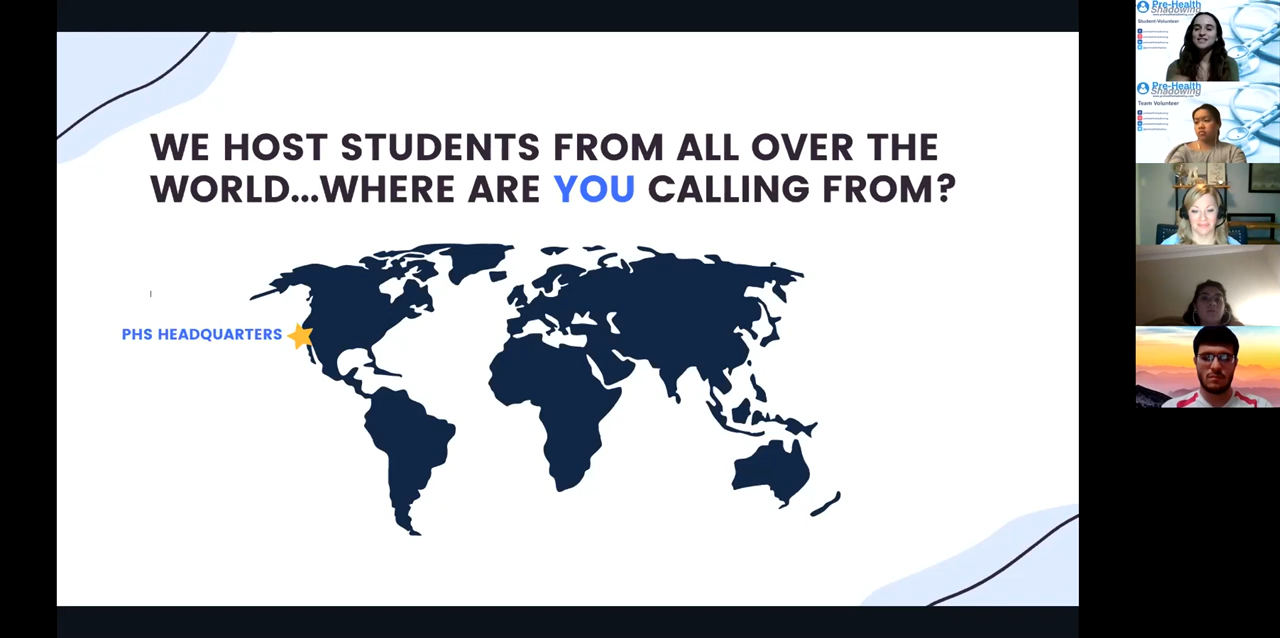 WE HOST STUDENTS FROM ALL OVER THE
WORLD...WHERE ARE YOU CALLING FROM?
PHS HEADQUARTERS
Pre-Health
Shadowing
Student Volunteer
Pre-Health
Shadowing
Team Volunteer